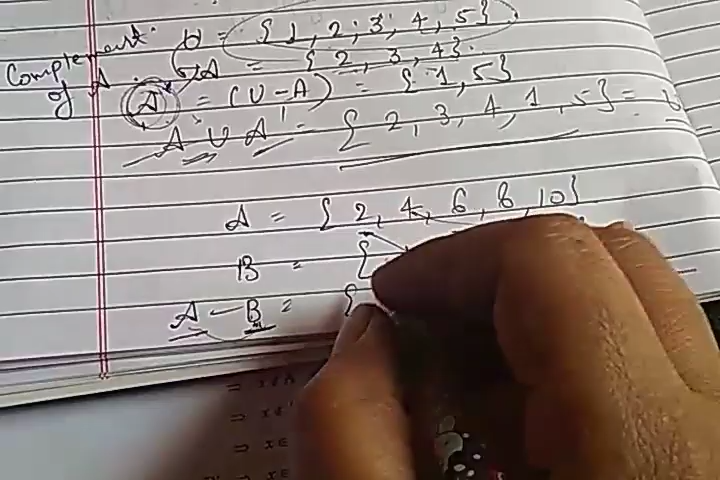 U = {1, 2, 3, 4, 5}.
Complement of A
A = {2, 3, 4}.
A' = (U - A) = {1, 5}
A U A' = {2, 3, 4, 1, 5} = U
A = {2, 4, 6, 8, 10}
B = {
A - B = {
= x ∈ A
⇒ x ∈
⇒ x ∈
⇒ x ∈